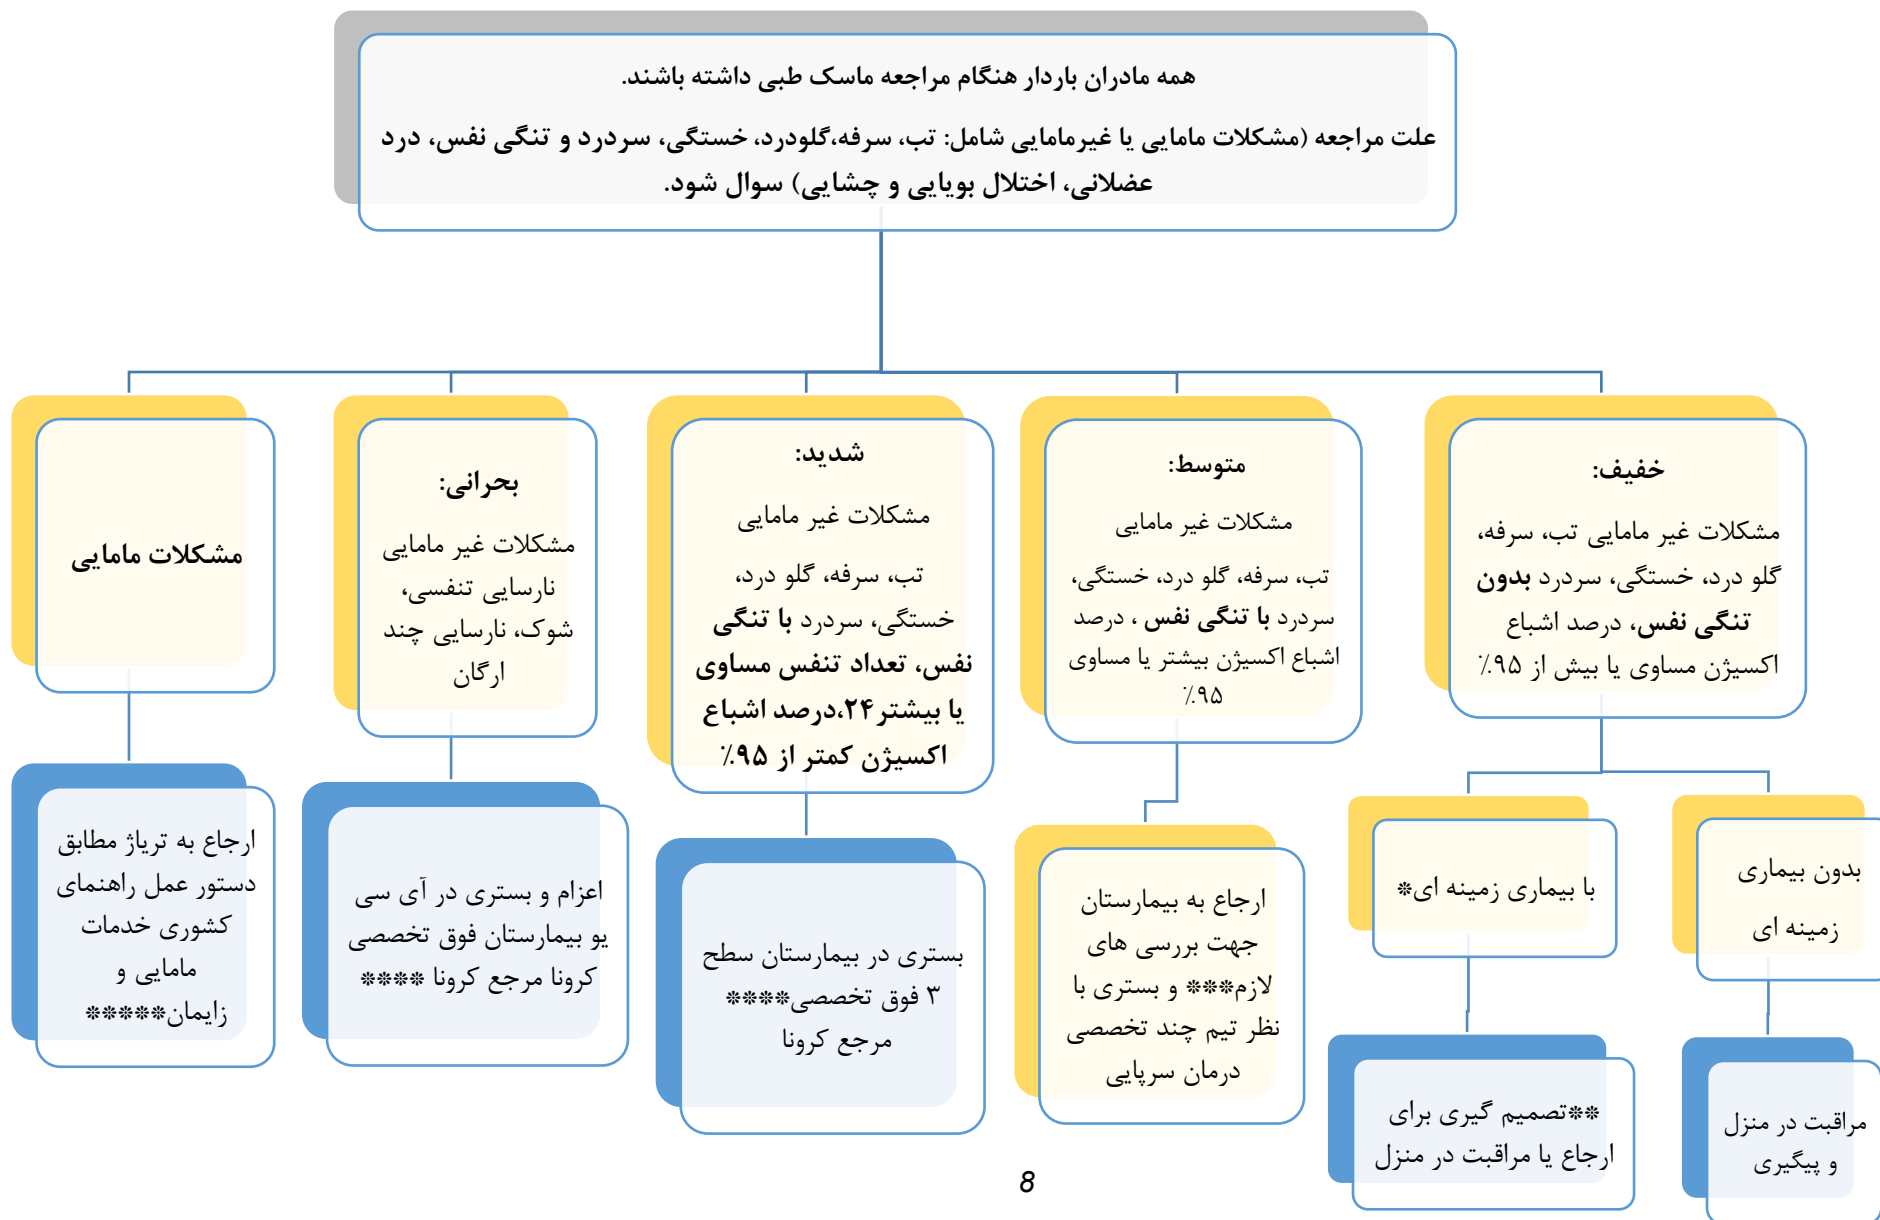 همه مادران باردار هنگام مراجعه ماسک طبی داشته باشند.
علت مراجعه (مشکلات مامایی یا غیرمامایی شامل: تب، سرفه،گلودرد، خستگی، سردرد و تنگی نفس، درد
عضلانی، اختلال بویایی و چشایی) سوال شود.
خفیف:
مشکلات غیر مامایی تب، سرفه،
گلو درد، خستگی، سردرد بدون
تنگی نفس، درصد اشباع
اکسیژن مساوی یا بیش از ۹۵٪
متوسط:
مشکلات غیر مامایی
تب، سرفه، گلو درد، خستگی،
سردرد با تنگی نفس ، درصد
اشباع اکسیژن بیشتر یا مساوی
۹۵٪
شدید:
مشکلات غیر مامایی
تب، سرفه، گلو درد،
خستگی، سردرد با تنگی
نفس، تعداد تنفس مساوی
یا بیشتر۲۴،درصد اشباع
اکسیژن کمتر از ۹۵٪
بحرانی:
مشکلات غیر مامایی
نارسایی تنفسی،
شوک، نارسایی چند
ارگان
مشکلات مامایی
بدون بیماری
زمینه ای
با بیماری زمینه ای*
مراقبت در منزل
و پیگیری
**تصمیم گیری برای
ارجاع یا مراقبت در منزل
ارجاع به بیمارستان
جهت بررسی های
لازم*** و بستری با
نظر تیم چند تخصصی
درمان سرپایی
بستری در بیمارستان سطح
۳ فوق تخصصی****
مرجع کرونا
اعزام و بستری در آی سی
یو بیمارستان فوق تخصصی
کرونا مرجع کرونا ****
ارجاع به تریاژ مطابق
دستور عمل راهنمای
کشوری خدمات
مامایی و
زایمان*****
8